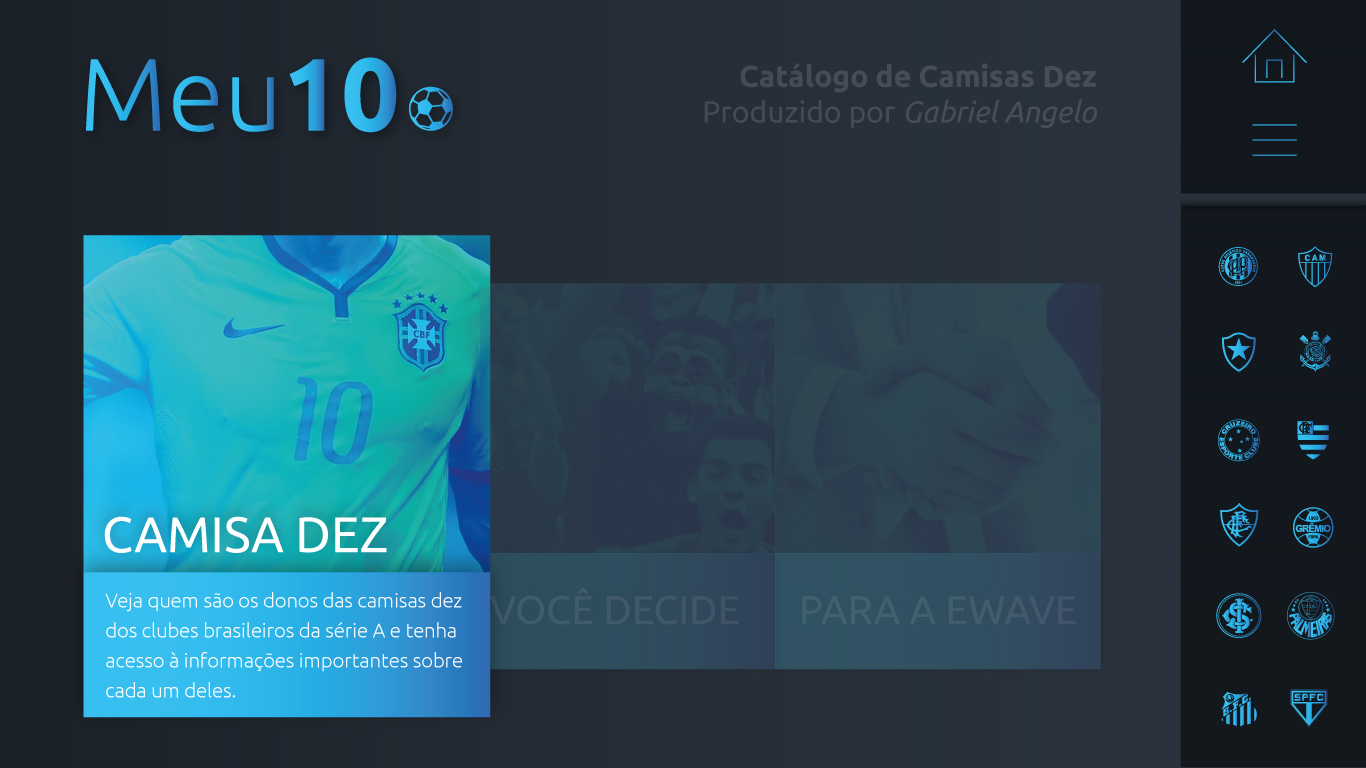 Meu10
Catálogo de Camisas Dez
Produzido por Gabriel Angelo
CBF
10
CAMISA DEZ
Veja quem são os donos das camisas dez
dos clubes brasileiros da série A e tenha
acesso à informações importantes sobre
cada um deles.
VOCÊ DECIDE
PARA A EWAVE
CAM
CRUZEIRO
ESPORTE CLUBE
GRÊMIO
PALMEIRAS
SPFC